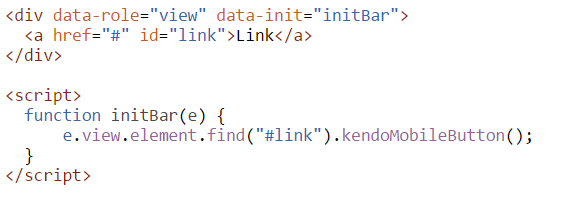 <div data-role="view" data-init="initBar">
  <a href="#" id="link">Link</a>
</div>

<script>
  function initBar(e) {
      e.view.element.find("#link").kendoMobileButton();
  }
</script>